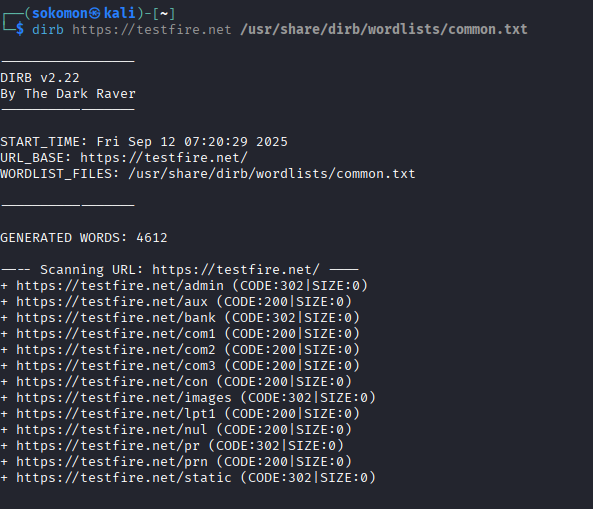 ┌──(sokomon㉿kali)-[~]
└─$ dirb https://testfire.net /usr/share/dirb/wordlists/common.txt
-----------------
DIRB v2.22
By The Dark Raver
-----------------
START_TIME: Fri Sep 12 07:20:29 2025
URL_BASE: https://testfire.net/
WORDLIST_FILES: /usr/share/dirb/wordlists/common.txt
-----------------
GENERATED WORDS: 4612
---- Scanning URL: https://testfire.net/ ----
+ https://testfire.net/admin (CODE:302|SIZE:0)
+ https://testfire.net/aux (CODE:200|SIZE:0)
+ https://testfire.net/bank (CODE:302|SIZE:0)
+ https://testfire.net/com1 (CODE:200|SIZE:0)
+ https://testfire.net/com2 (CODE:200|SIZE:0)
+ https://testfire.net/com3 (CODE:200|SIZE:0)
+ https://testfire.net/con (CODE:200|SIZE:0)
+ https://testfire.net/images (CODE:302|SIZE:0)
+ https://testfire.net/lpt1 (CODE:200|SIZE:0)
+ https://testfire.net/nul (CODE:200|SIZE:0)
+ https://testfire.net/pr (CODE:302|SIZE:0)
+ https://testfire.net/prn (CODE:200|SIZE:0)
+ https://testfire.net/static (CODE:302|SIZE:0)